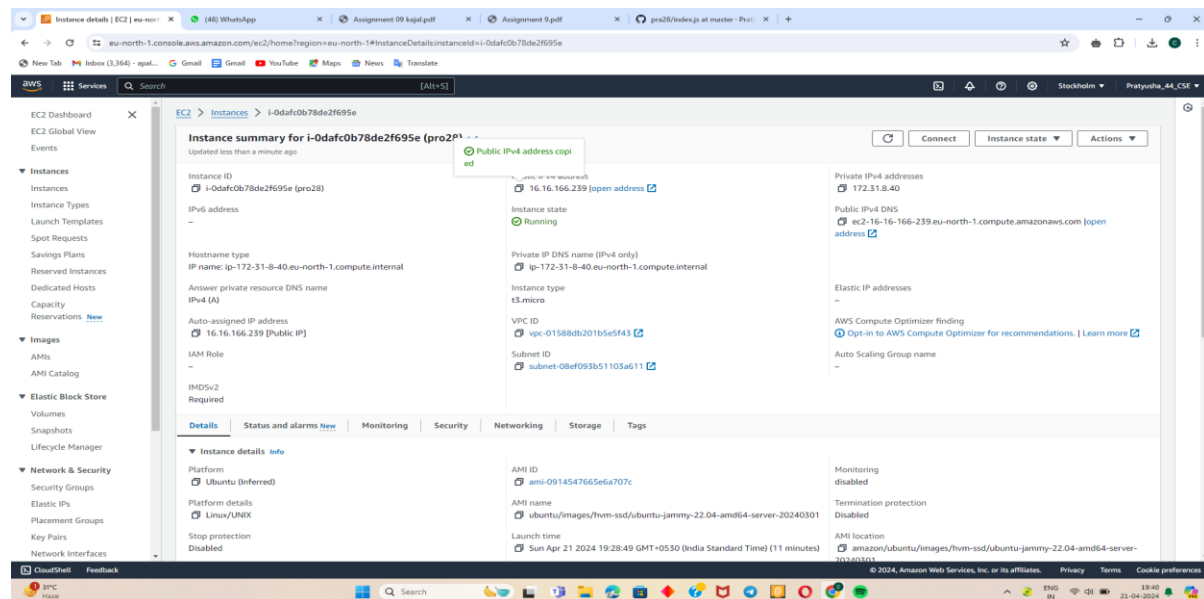 Instance details | EC2 | eu-nort
(48) WhatsApp
Assignment 09 kajal.pdf
Assignment 9.pdf
pra28/index.js at master · Prat
eu-north-1.console.aws.amazon.com/ec2/home?region=eu-north-1#InstanceDetails:instanceId=i-0dafc0b78de2f695e
New Tab Inbox (3,364) - apal... Gmail Gmail YouTube Maps News Translate
aws Services Search [Alt+S] Stockholm ▼ Pratyusha_44_CSE ▼
EC2 Dashboard
EC2 Global View
Events
Instances
Instances
Instance Types
Launch Templates
Spot Requests
Savings Plans
Reserved Instances
Dedicated Hosts
Capacity
Reservations New
Images
AMIs
AMI Catalog
Elastic Block Store
Volumes
Snapshots
Lifecycle Manager
Network & Security
Security Groups
Elastic IPs
Placement Groups
Key Pairs
Network Interfaces
EC2 > Instances > i-0dafc0b78de2f695e
Instance summary for i-0dafc0b78de2f695e (pro28)
Updated less than a minute ago
Connect Instance state ▼ Actions ▼
Public IPv4 address copi
ed
Instance ID
i-0dafc0b78de2f695e (pro28)
Public IPv4 address
16.16.166.239 |open address
Private IPv4 addresses
172.31.8.40
IPv6 address
–
Instance state
Running
Public IPv4 DNS
ec2-16-16-166-239.eu-north-1.compute.amazonaws.com |open
address
Hostname type
IP name: ip-172-31-8-40.eu-north-1.compute.internal
Private IP DNS name (IPv4 only)
ip-172-31-8-40.eu-north-1.compute.internal
Answer private resource DNS name
IPv4 (A)
Instance type
t3.micro
Elastic IP addresses
–
Auto-assigned IP address
16.16.166.239 [Public IP]
VPC ID
vpc-01588db201b5e5f43
AWS Compute Optimizer finding
Opt-in to AWS Compute Optimizer for recommendations. | Learn more
IAM Role
–
Subnet ID
subnet-08ef093b51103a611
Auto Scaling Group name
–
IMDSv2
Required
Details Status and alarms New Monitoring Security Networking Storage Tags
Instance details Info
Platform
Ubuntu (Inferred)
AMI ID
ami-0914547665e6a707c
Monitoring
disabled
Platform details
Linux/UNIX
AMI name
ubuntu/images/hvm-ssd/ubuntu-jammy-22.04-amd64-server-20240301
Termination protection
Disabled
Stop protection
Disabled
Launch time
Sun Apr 21 2024 19:28:49 GMT+0530 (India Standard Time) (11 minutes)
AMI location
amazon/ubuntu/images/hvm-ssd/ubuntu-jammy-22.04-amd64-server-
20240301
CloudShell Feedback
© 2024, Amazon Web Services, Inc. or its affiliates. Privacy Terms Cookie preferences
31°C
Haze
Search
ENG
IN
19:40
21-04-2024